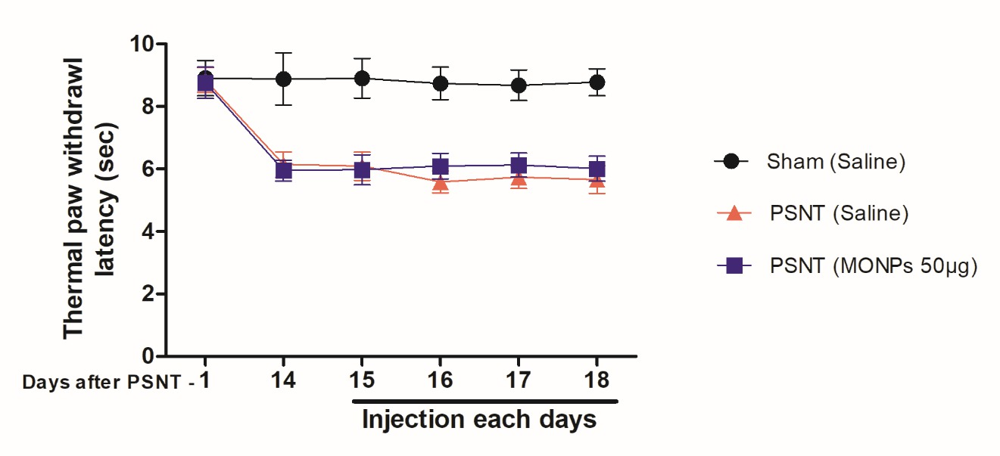 Thermal paw withdrawl
latency (sec)
10
8
6
4
2
0
Days after PSNT -1 14 15 16 17 18
Injection each days
Sham (Saline)
PSNT (Saline)
PSNT (MONPs 50µg)